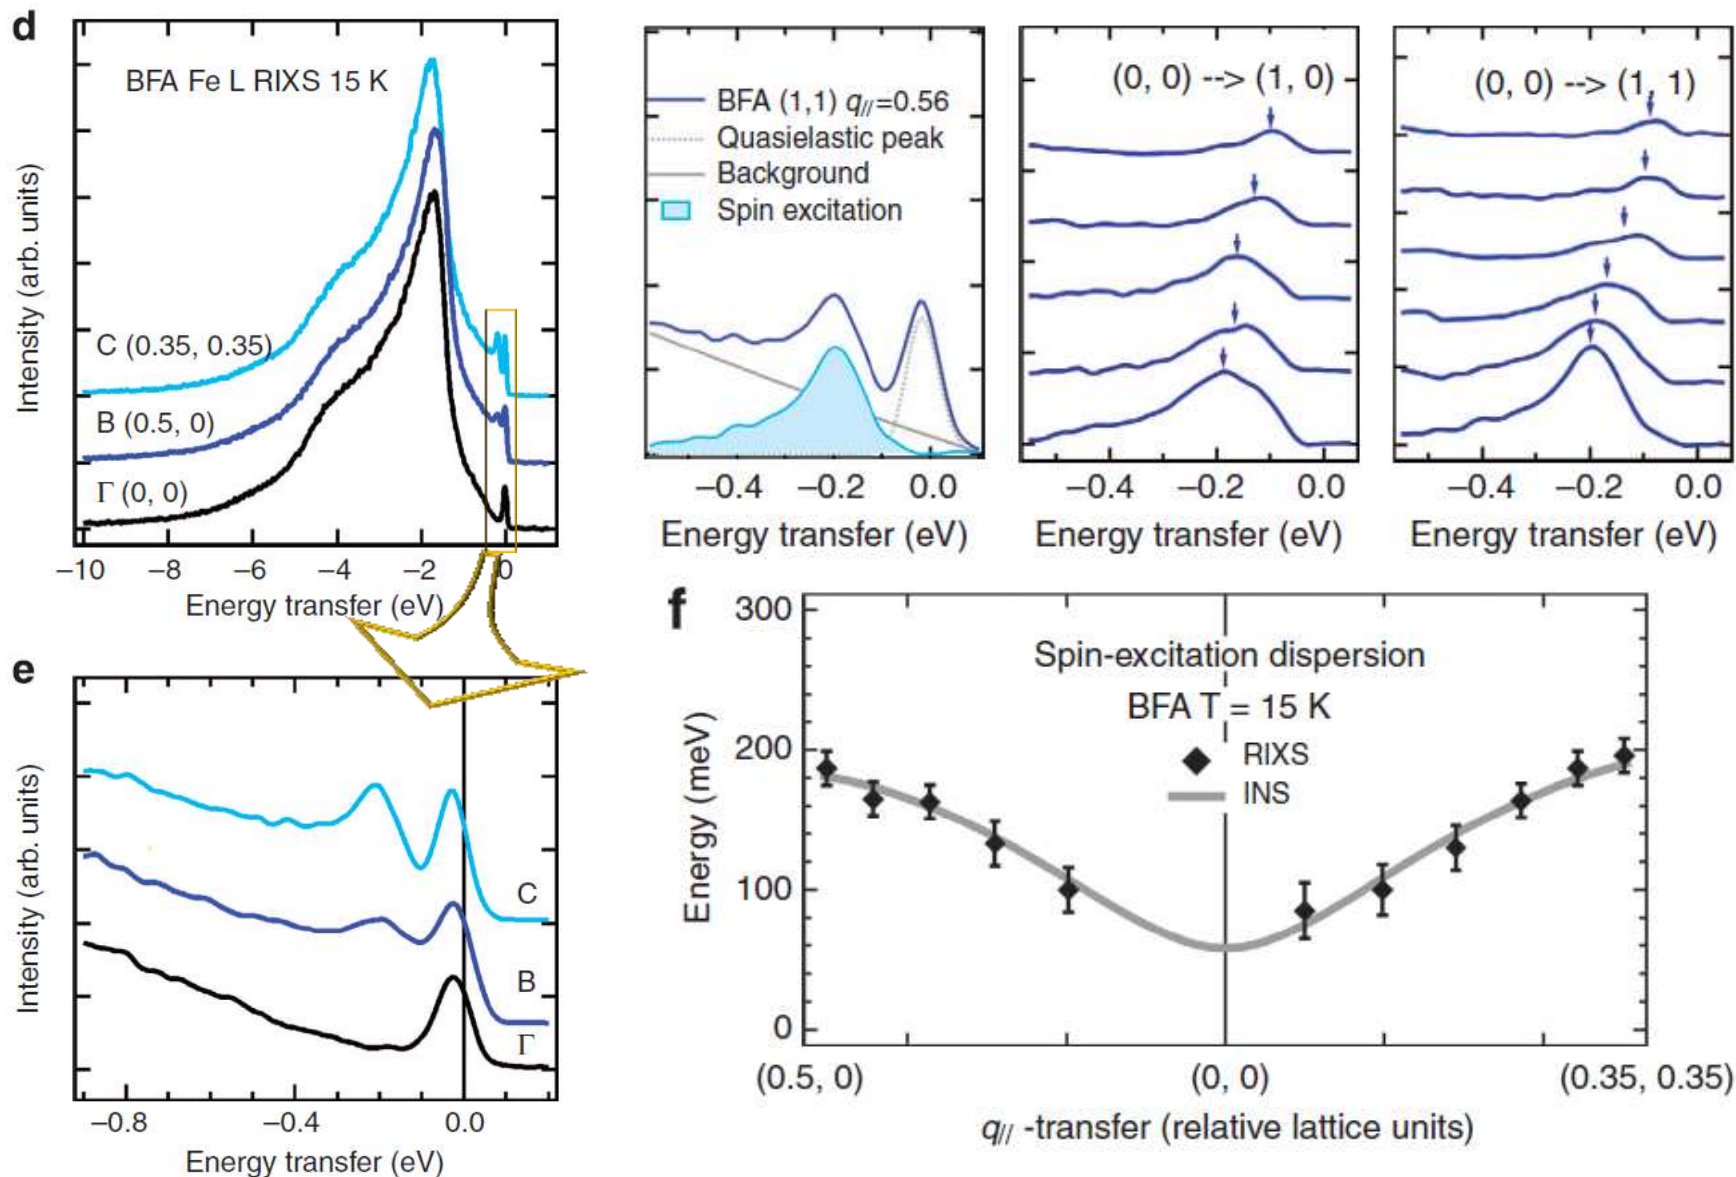 d
BFA Fe L RIXS 15 K
Intensity (arb. units)
C (0.35, 0.35)
B (0.5, 0)
Γ (0, 0)
−10 −8 −6 −4 −2 0
Energy transfer (eV)
BFA (1,1) q//=0.56
Quasielastic peak
Background
Spin excitation
−0.4 −0.2 0.0
Energy transfer (eV)
(0, 0) --> (1, 0)
−0.4 −0.2 0.0
Energy transfer (eV)
(0, 0) --> (1, 1)
−0.4 −0.2 0.0
Energy transfer (eV)
e
Intensity (arb. units)
C
B
Γ
−0.8 −0.4 0.0
Energy transfer (eV)
f
300
200
100
0
Energy (meV)
Spin-excitation dispersion
BFA T = 15 K
RIXS
INS
(0.5, 0) (0, 0) (0.35, 0.35)
q// -transfer (relative lattice units)